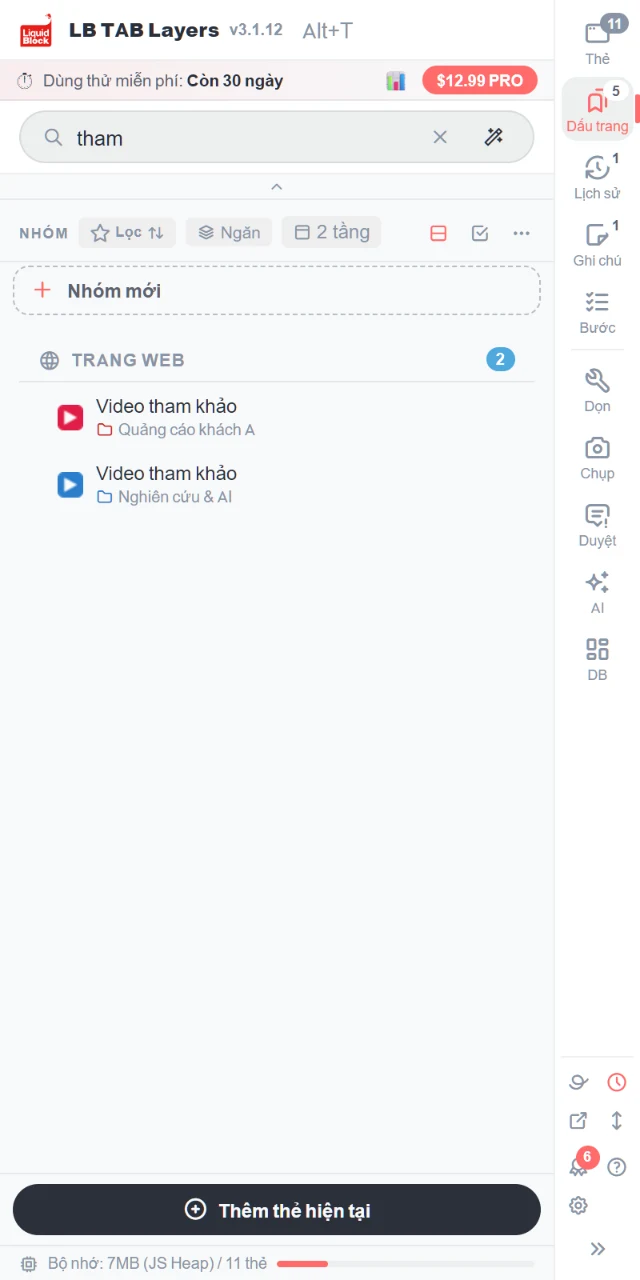 Liquid Block
LB TAB Layers v3.1.12 Alt+T
Dùng thử miễn phí: Còn 30 ngày
$12.99 PRO
tham
NHÓM
Lọc
Ngăn
2 tầng
Nhóm mới
TRANG WEB
2
Video tham khảo
Quảng cáo khách A
Video tham khảo
Nghiên cứu & AI
Thêm thẻ hiện tại
Bộ nhớ: 7MB (JS Heap) / 11 thẻ
11
Thẻ
5
Dấu trang
1
Lịch sử
1
Ghi chú
Bước
Dọn
Chụp
Duyệt
AI
DB
6